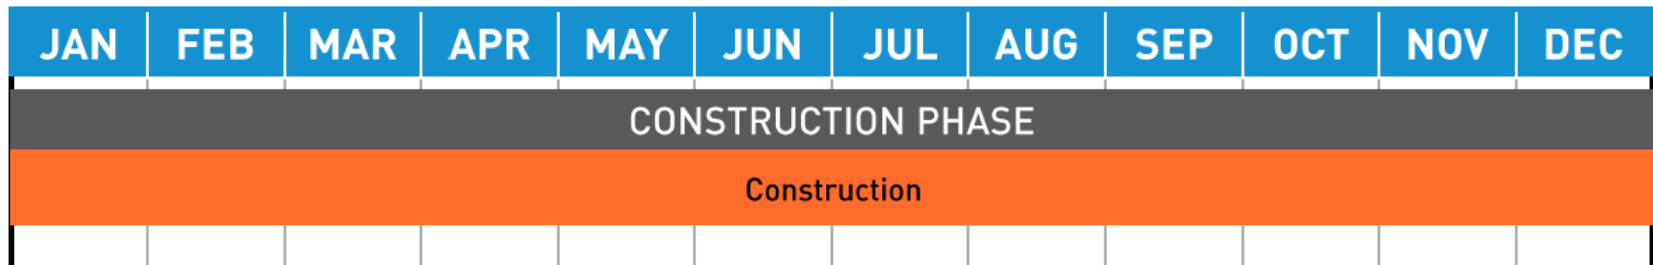 JAN FEB MAR APR MAY JUN JUL AUG SEP OCT NOV DEC
CONSTRUCTION PHASE
Construction